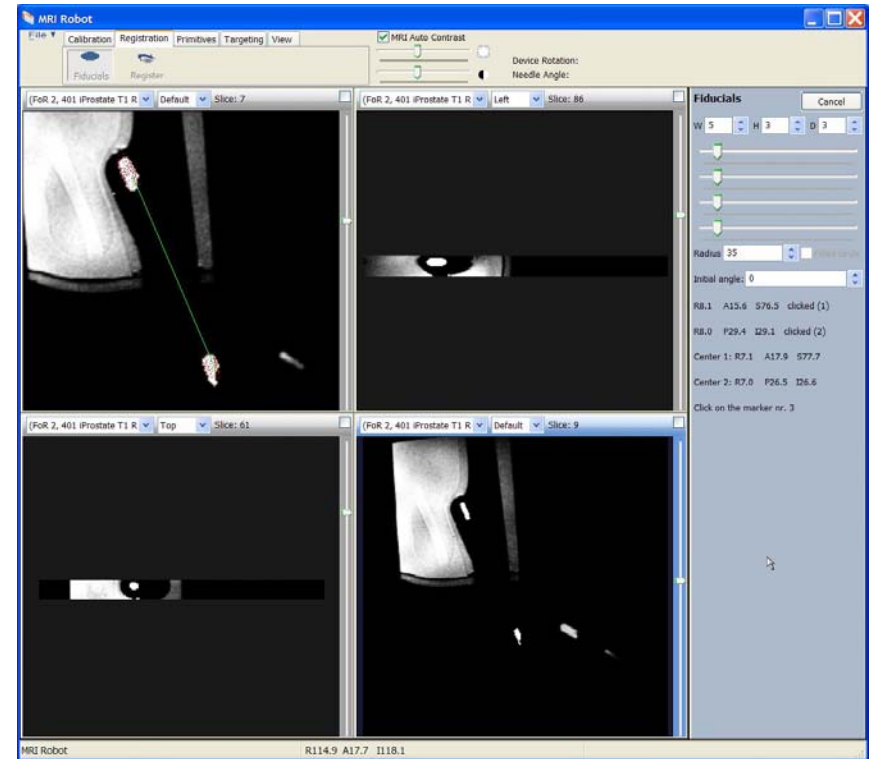 MRI Robot
File Calibration Registration Primitives Targeting View
MRI Auto Contrast
Fiducials Register
Device Rotation:
Needle Angle:
(FoR 2, 401 iProstate T1 R Default Slice: 7
(FoR 2, 401 iProstate T1 R Left Slice: 86
Fiducials Cancel
W 5 H 3 D 3
Radius 35
Initial angle: 0
R8.1 A15.6 S76.5 clicked (1)
R8.0 P29.4 I29.1 clicked (2)
Center 1: R7.1 A17.9 S77.7
Center 2: R7.0 P26.5 I26.6
Click on the marker nr. 3
(FoR 2, 401 iProstate T1 R Top Slice: 61
(FoR 2, 401 iProstate T1 R Default Slice: 9
MRI Robot R114.9 A17.7 I118.1